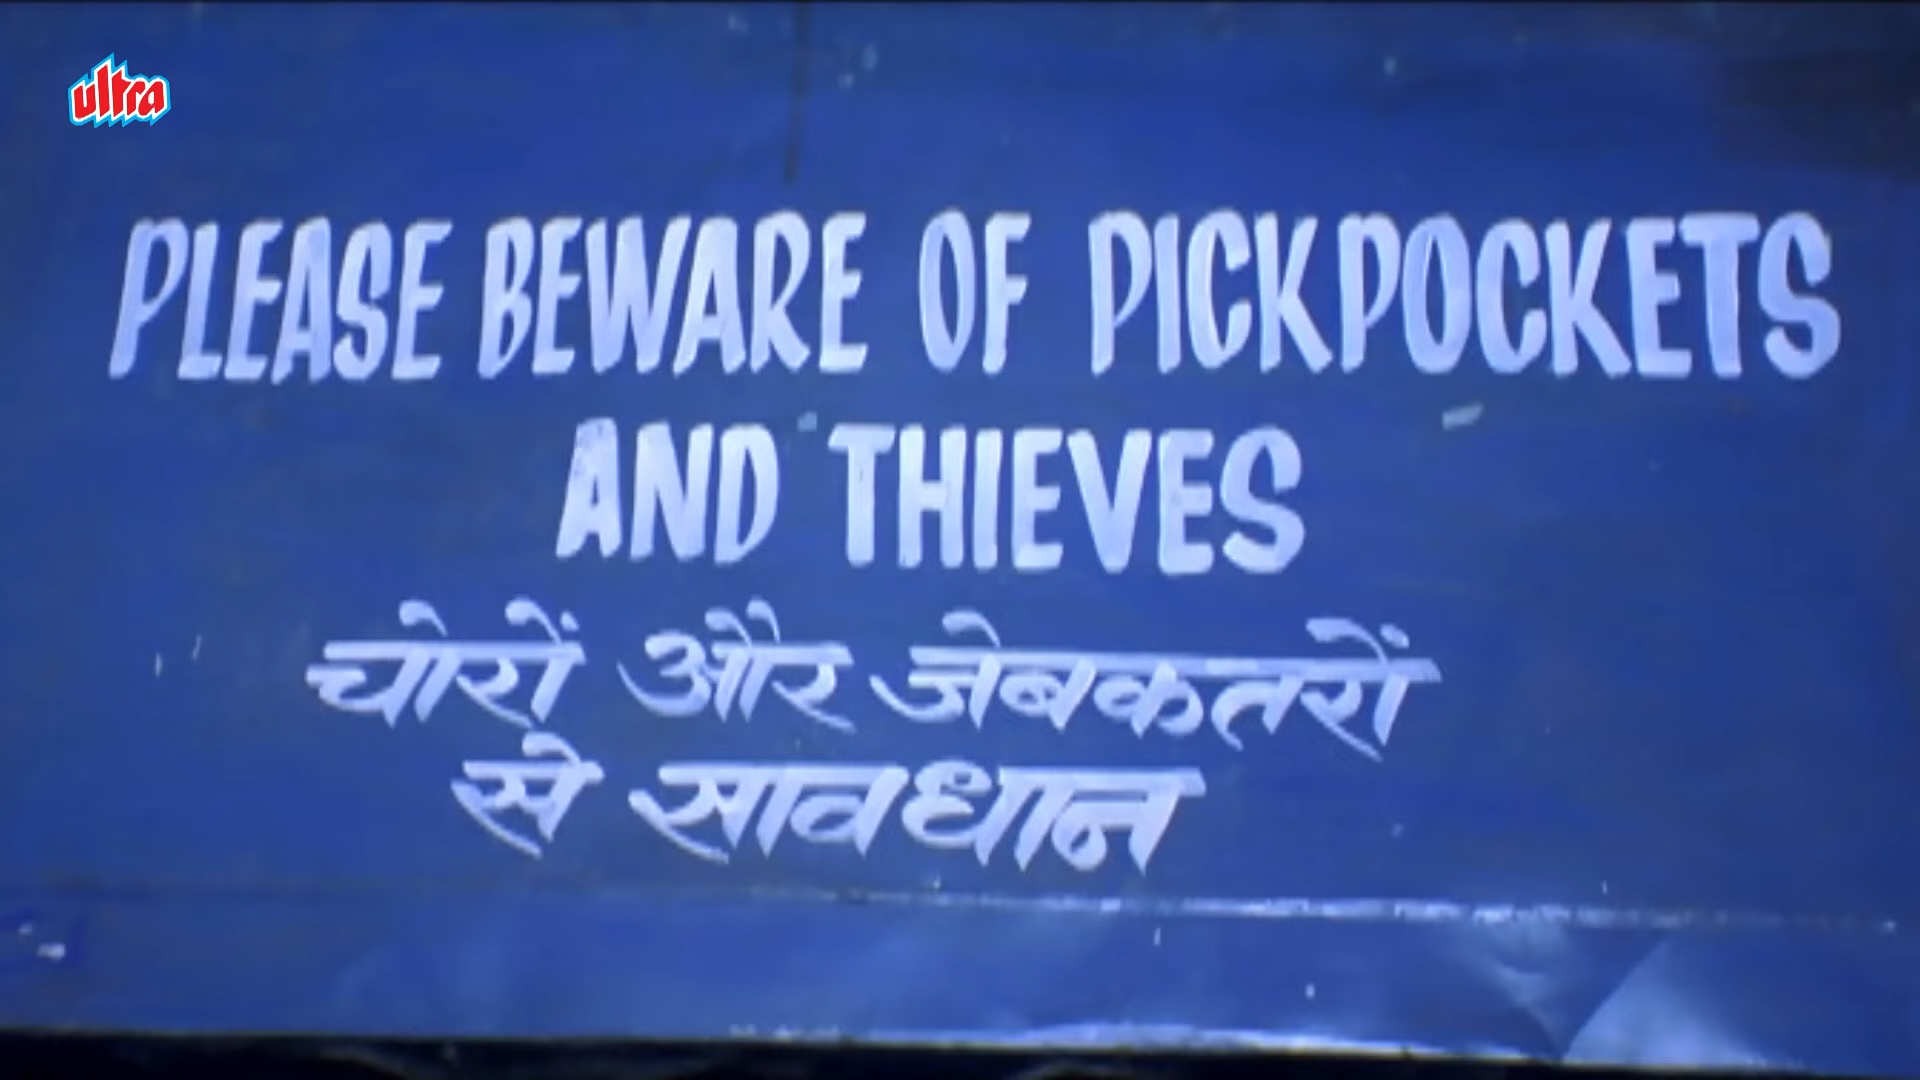 ultra
PLEASE BEWARE OF PICKPOCKETS
AND THIEVES
चोरों और जेबकतरों
से सावधान